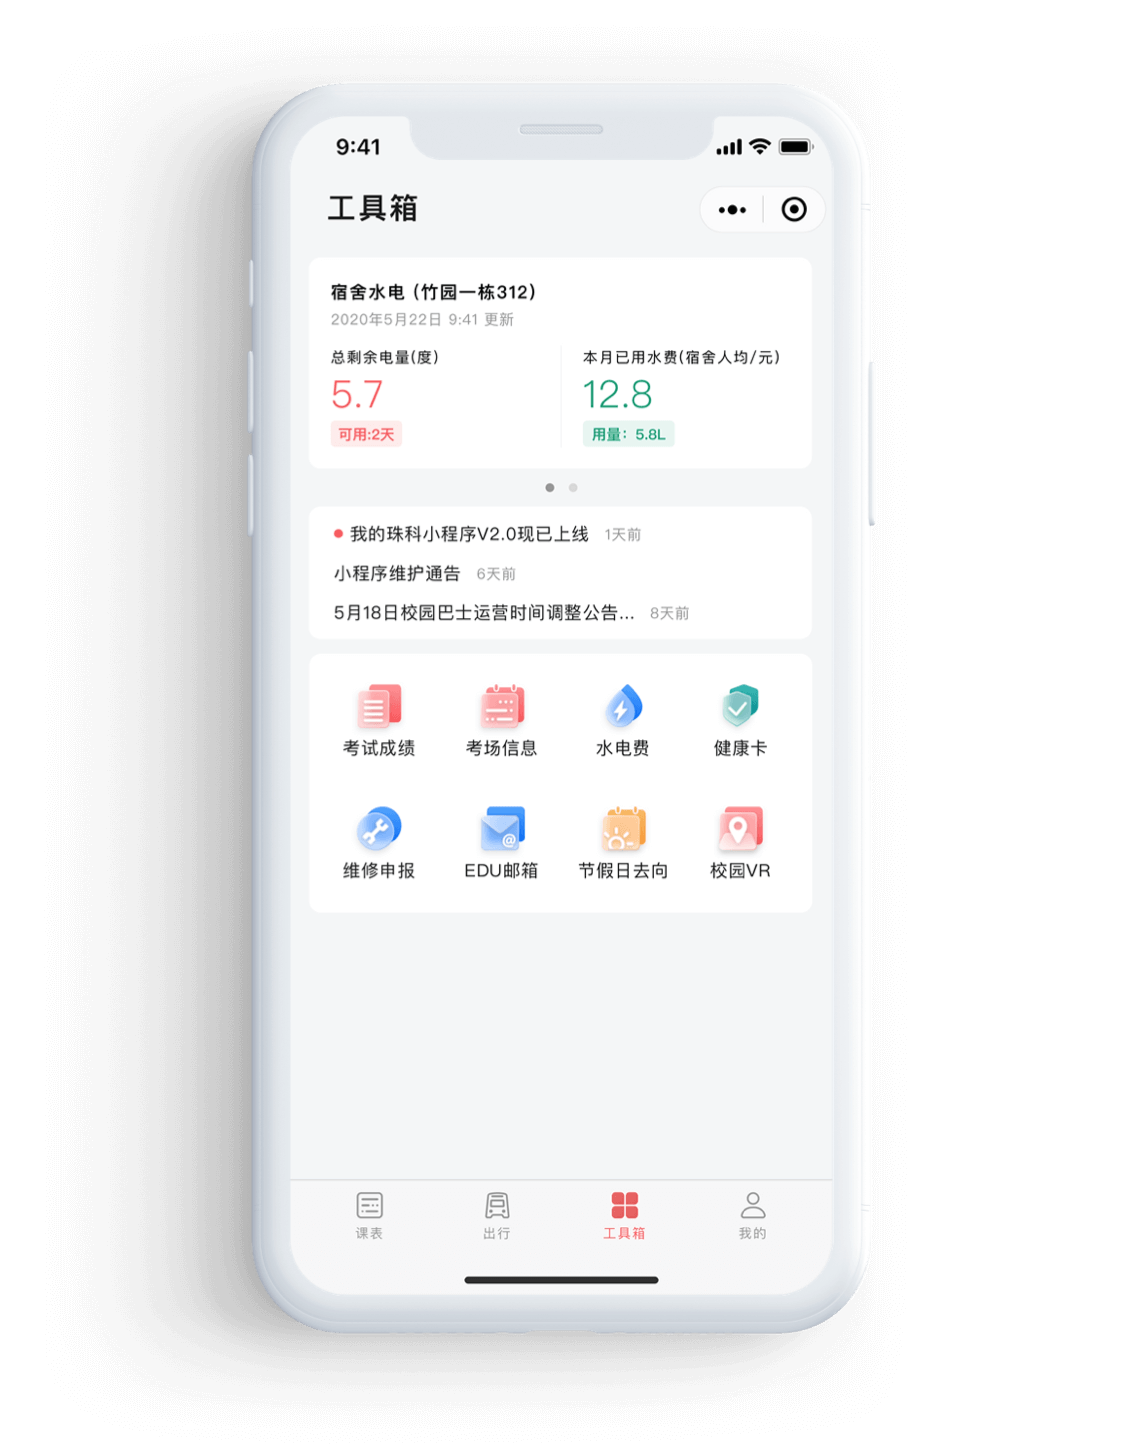 9:41
工具箱
宿舍水电（竹园一栋312）
2020年5月22日 9:41 更新
总剩余电量(度)
5.7
可用:2天
本月已用水费(宿舍人均/元)
12.8
用量：5.8L
我的珠科小程序V2.0现已上线 1天前
小程序维护通告 6天前
5月18日校园巴士运营时间调整公告... 8天前
考试成绩 考场信息 水电费 健康卡
@
维修申报 EDU邮箱 节假日去向 校园VR
课表 出行 工具箱 我的